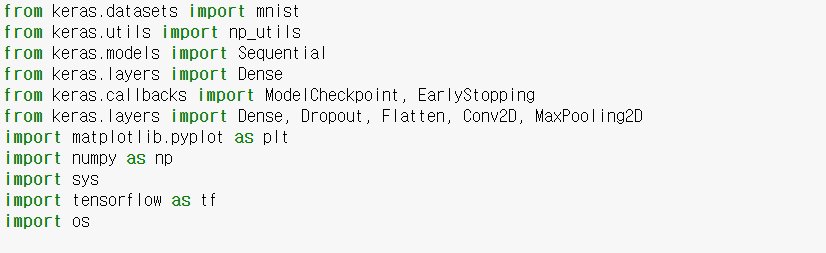 from keras.datasets import mnist
from keras.utils import np_utils
from keras.models import Sequential
from keras.layers import Dense
from keras.callbacks import ModelCheckpoint, EarlyStopping
from keras.layers import Dense, Dropout, Flatten, Conv2D, MaxPooling2D
import matplotlib.pyplot as plt
import numpy as np
import sys
import tensorflow as tf
import os